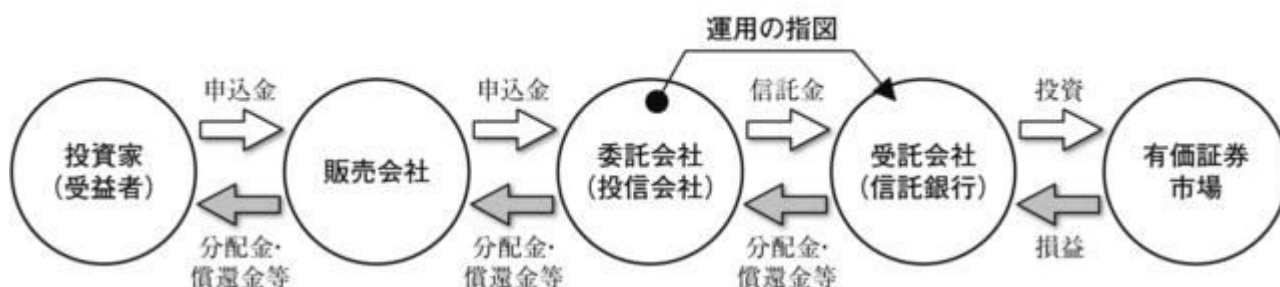 運用の指図
申込金
申込金
信託金
投資
投資家
(受益者)
販売会社
委託会社
(投信会社)
受託会社
(信託銀行)
有価証券
市場
分配金・
償還金等
分配金・
償還金等
分配金・
償還金等
損益